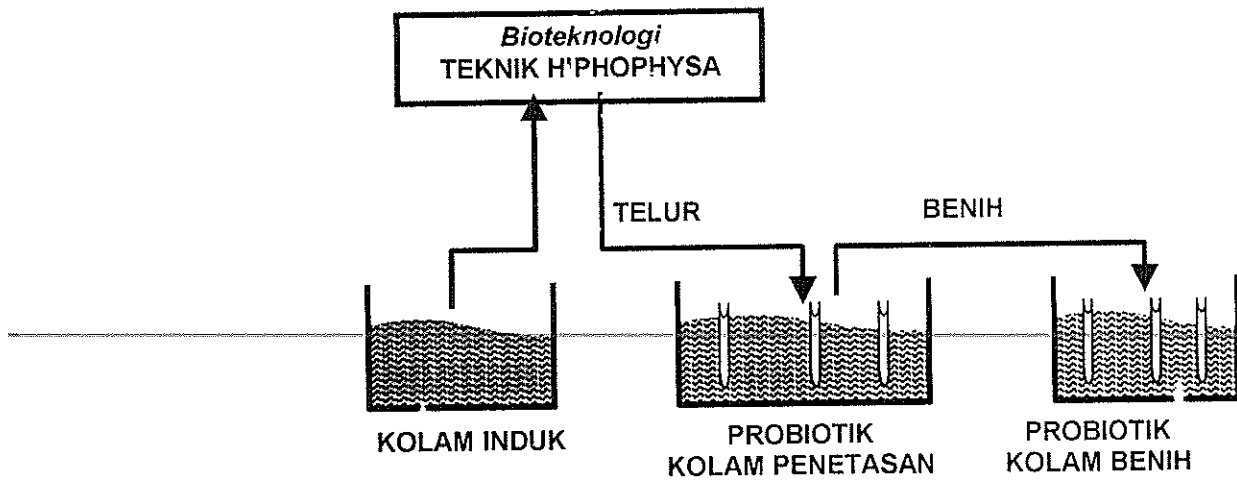 Bioteknologi
TEKNIK H'PHOPHYSA
TELUR
BENIH
KOLAM INDUK
PROBIOTIK
KOLAM PENETASAN
PROBIOTIK
KOLAM BENIH